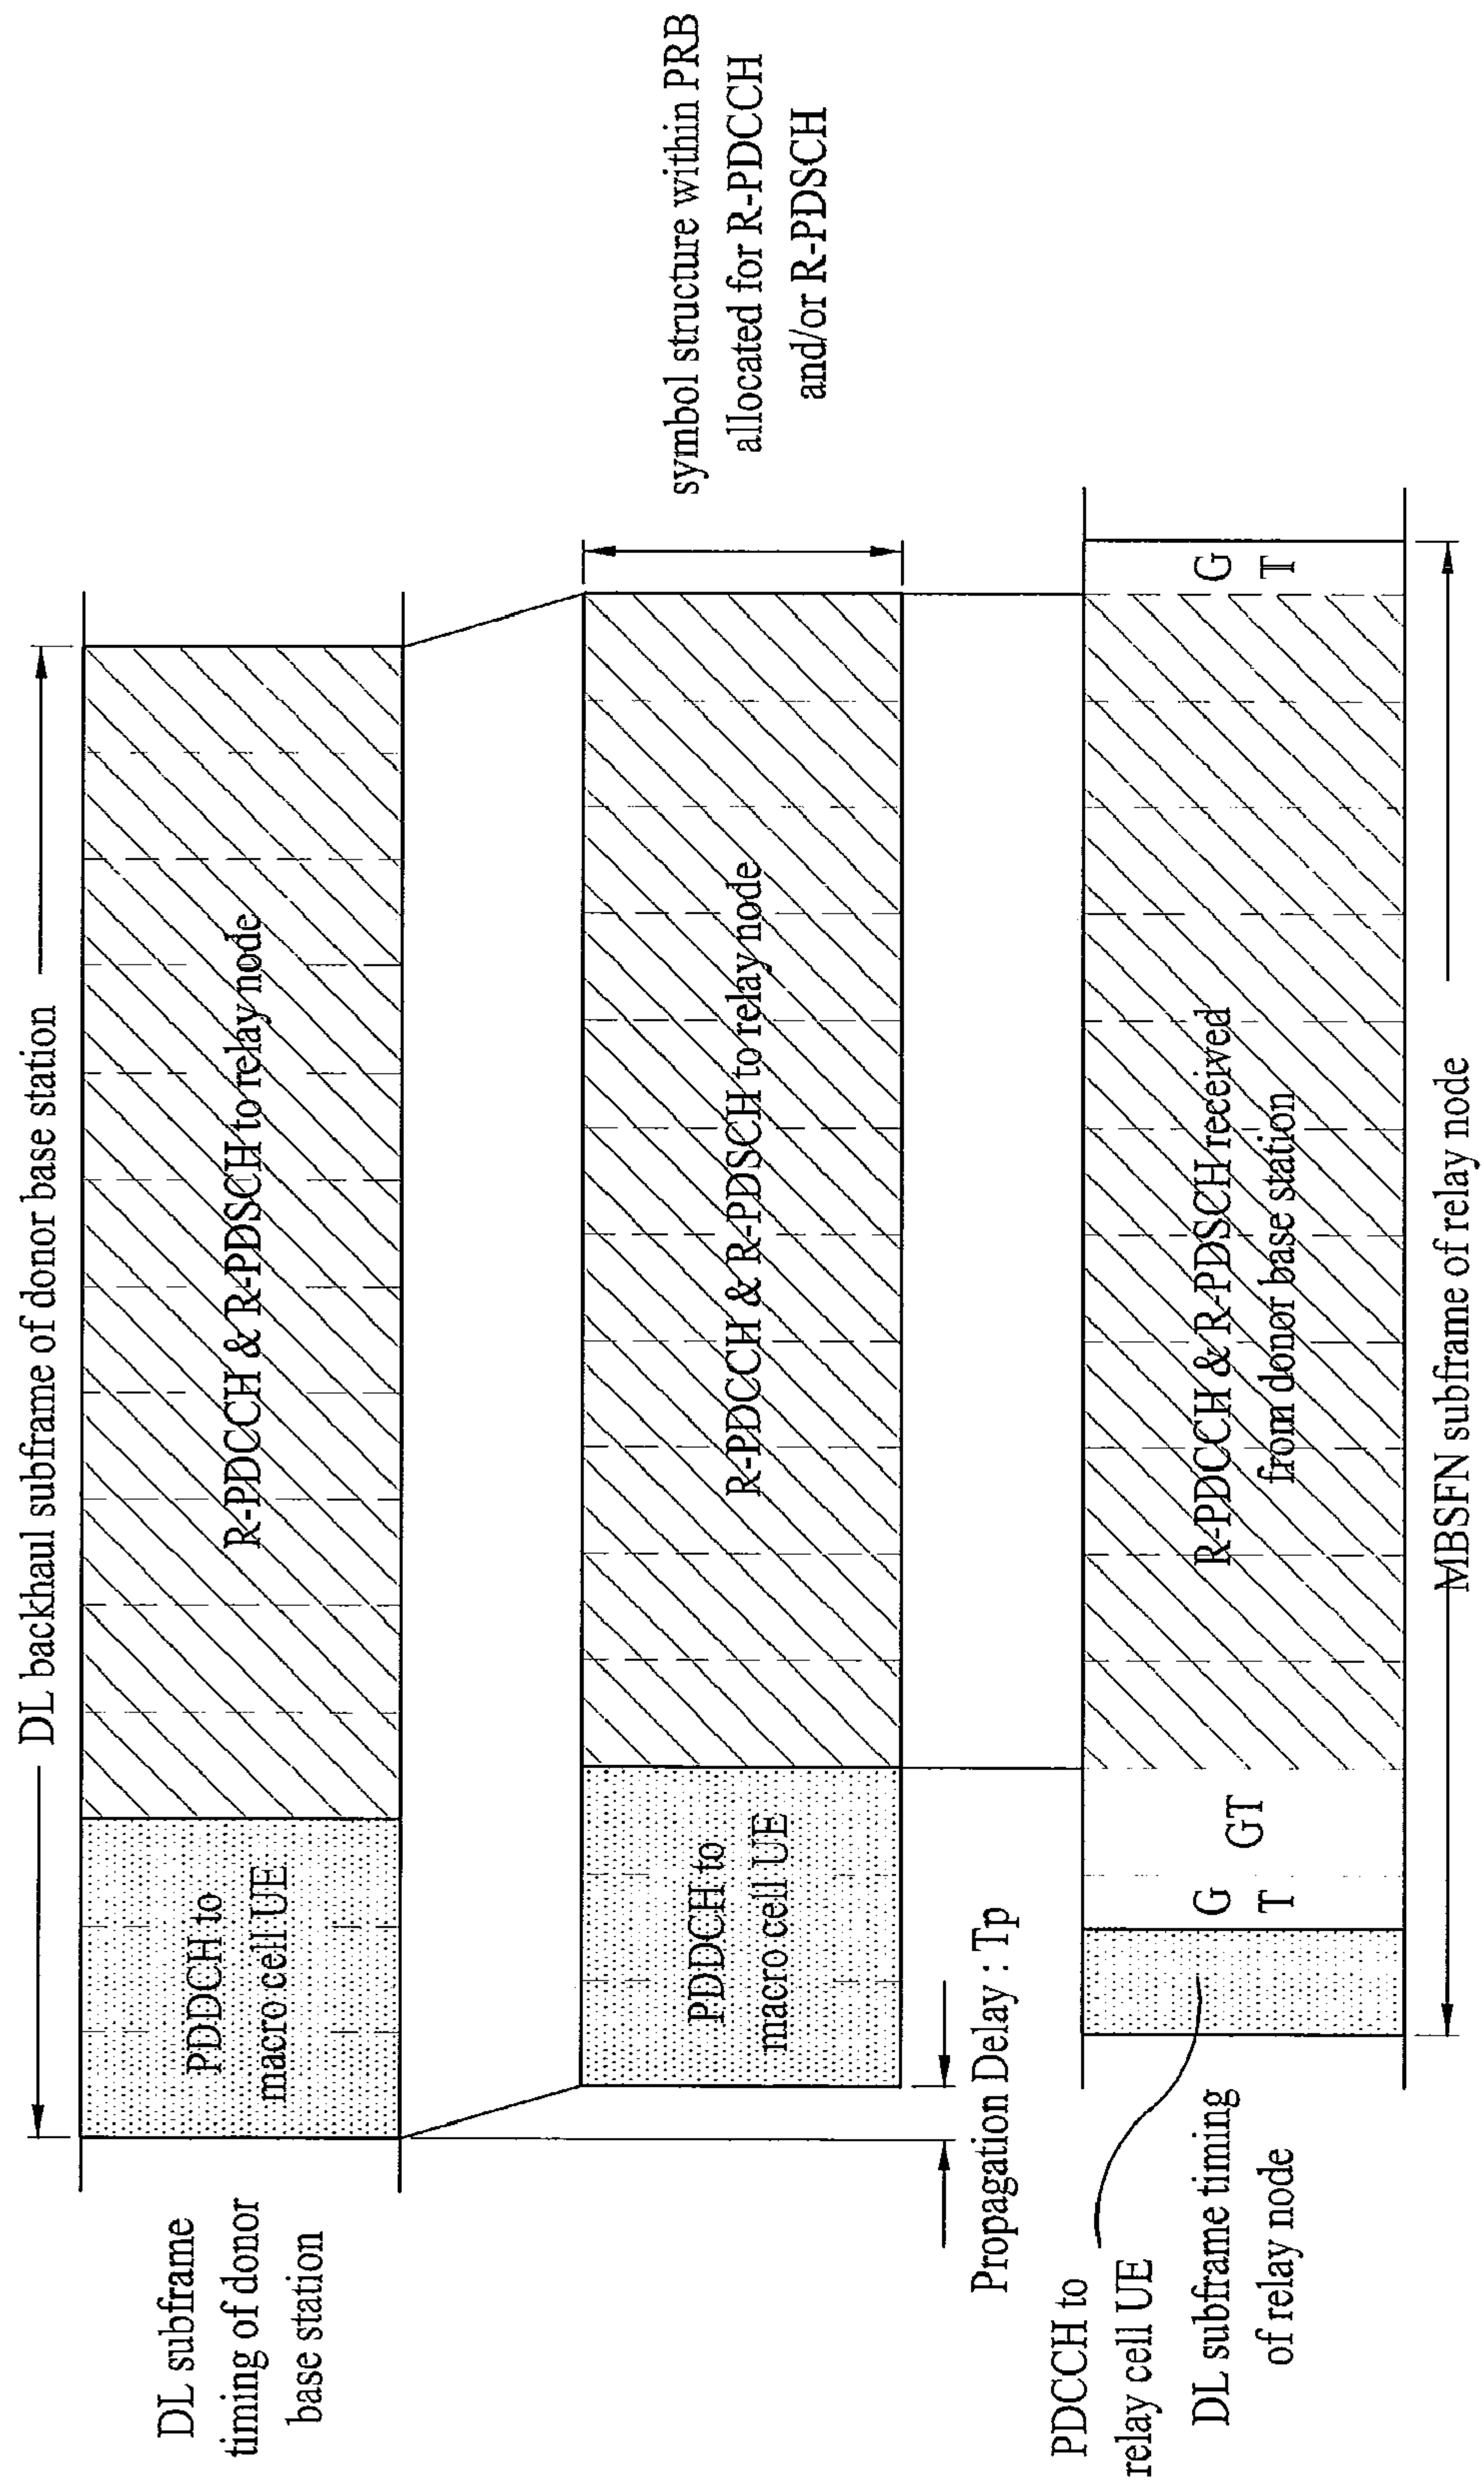 DL backhaul subframe of donor base station
DL subframe
timing of donor
base station
PDDCH to
macro cell UE
R-PDCCH & R-PDSCH to relay node
PDDCH to
macro cell UE
R-PDCCH & R-PDSCH to relay node
symbol structure within PRB
allocated for R-PDCCH
and/or R-PDSCH
Propagation Delay : Tp
PDCCH to
relay cell UE
DL subframe timing
of relay node
G
T
GT
R-PDCCH & R-PDSCH received
from donor base station
G
T
MBSFN subframe of relay node